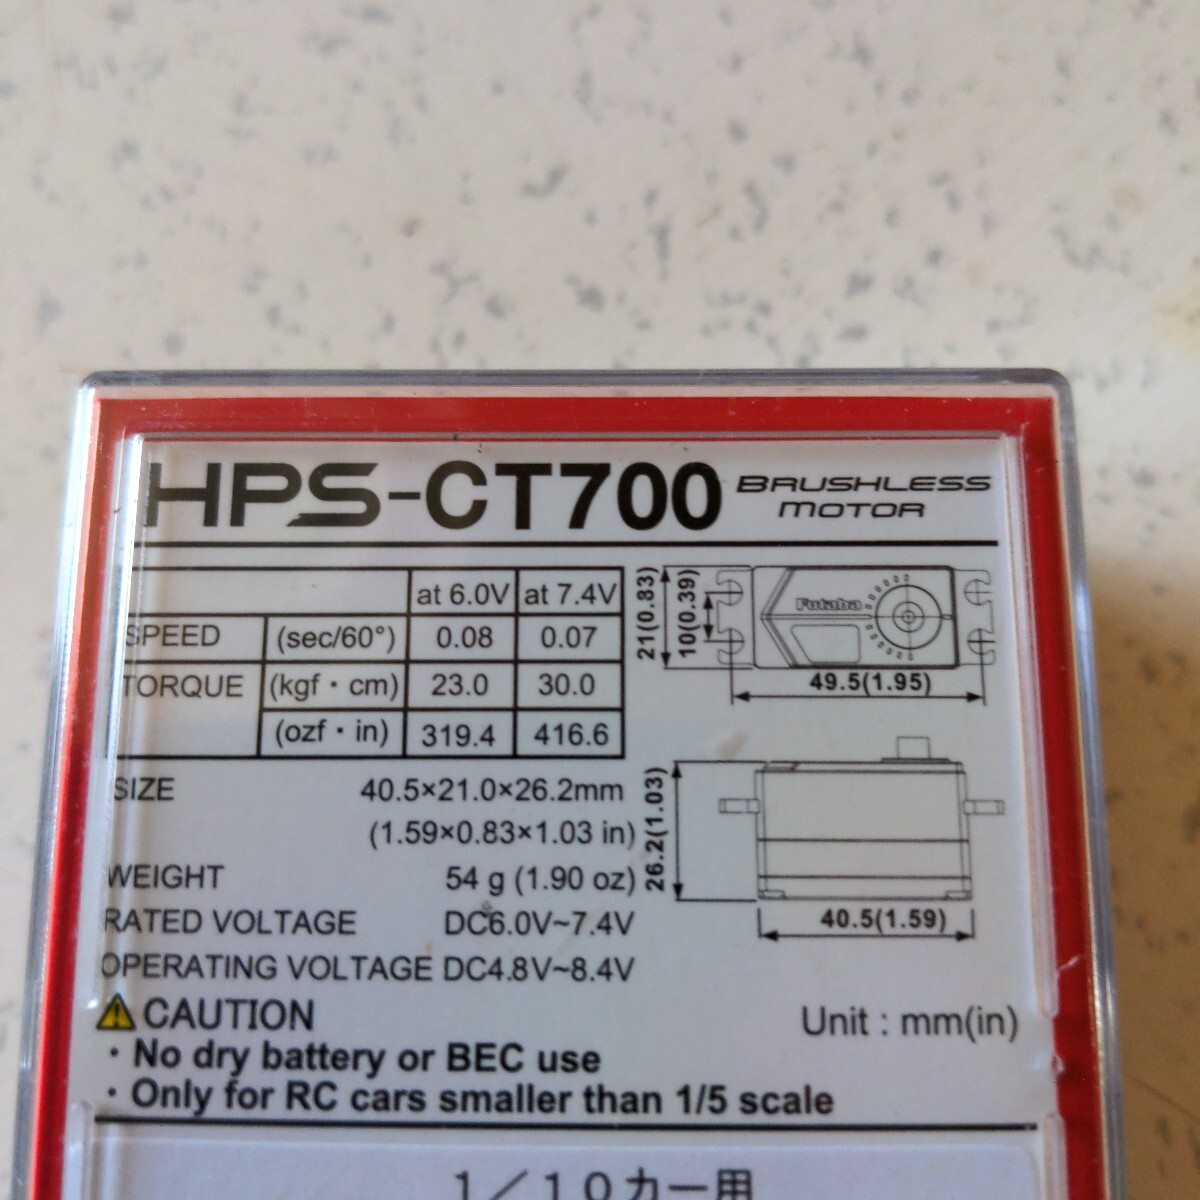 HPS-CT700 BRUSHLESS MOTOR
at 6.0V at 7.4V
SPEED (sec/60°) 0.08 0.07
TORQUE (kgf・cm) 23.0 30.0
(ozf・in) 319.4 416.6
SIZE 40.5×21.0×26.2mm
(1.59×0.83×1.03 in)
WEIGHT 54 g (1.90 oz)
RATED VOLTAGE DC6.0V~7.4V
OPERATING VOLTAGE DC4.8V~8.4V
21(0.83)
10(0.39)
Futaba
49.5(1.95)
26.2(1.03)
40.5(1.59)
Unit : mm(in)
CAUTION
・No dry battery or BEC use
・Only for RC cars smaller than 1/5 scale
1／10カー用